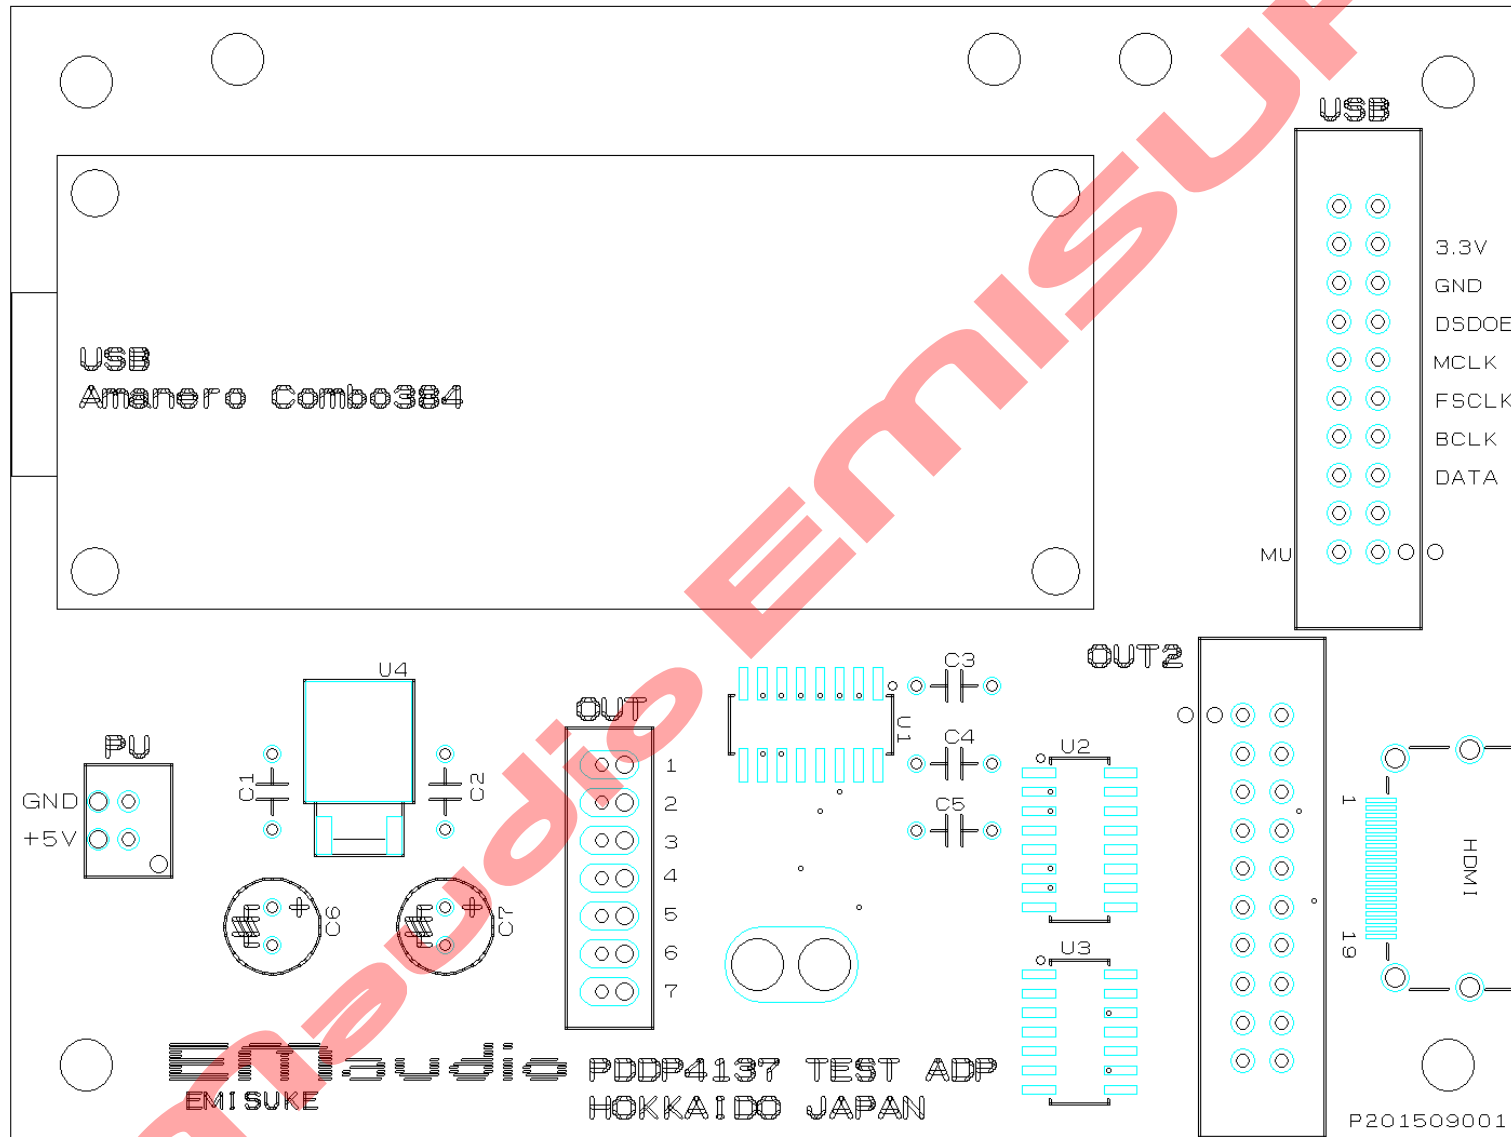 USB
3.3V
GND
DSDOE
MCLK
FSCLK
BCLK
DATA
MU
USB
Amanero Combo384
OUT2
U4
C3
OUT
U1
C4
U2
PU
C1
C2
GND
+5V
1
2
3
4
5
6
7
C5
1
HDMI
19
C6
C7
U3
EMaudio
EMISUKE
PDDP4137 TEST ADP
HOKKAIDO JAPAN
P201509001